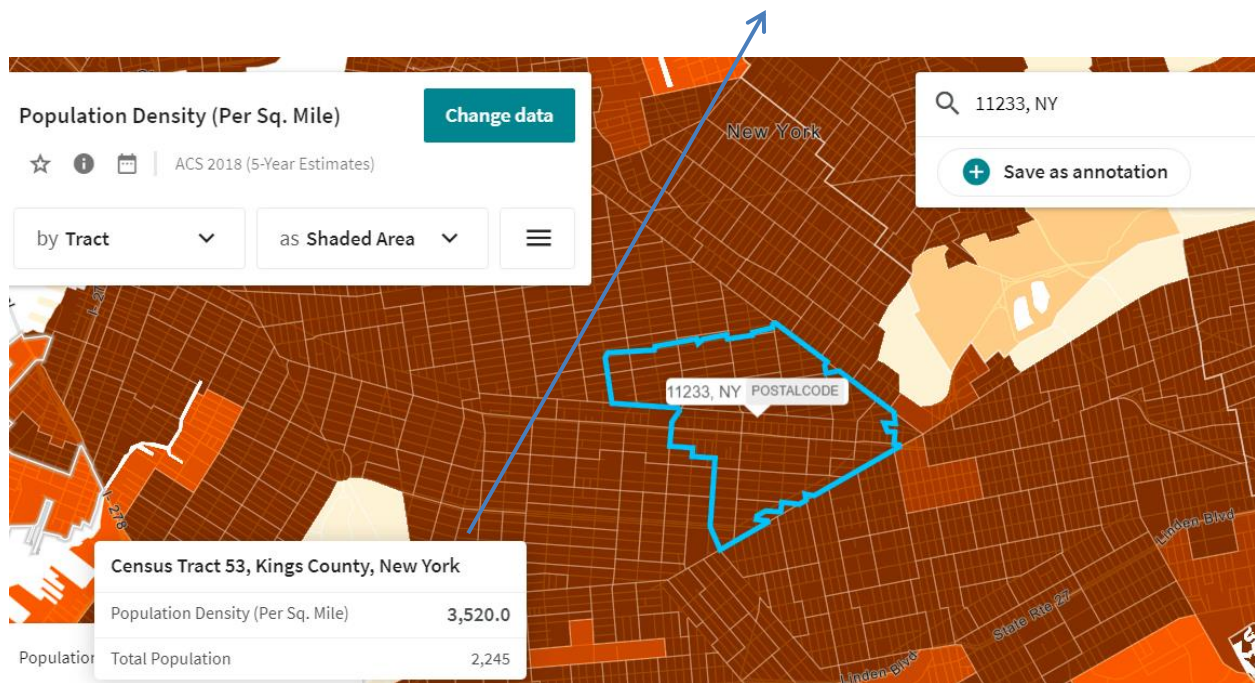 Population Density (Per Sq. Mile)
Change data
ACS 2018 (5-Year Estimates)
by Tract
as Shaded Area
11233, NY
Save as annotation
New York
11233, NY POSTALCODE
I- 278
Linden Blvd
State Rte 27
Linden Blvd
Census Tract 53, Kings County, New York
Population Density (Per Sq. Mile) 3,520.0
Total Population 2,245
Population